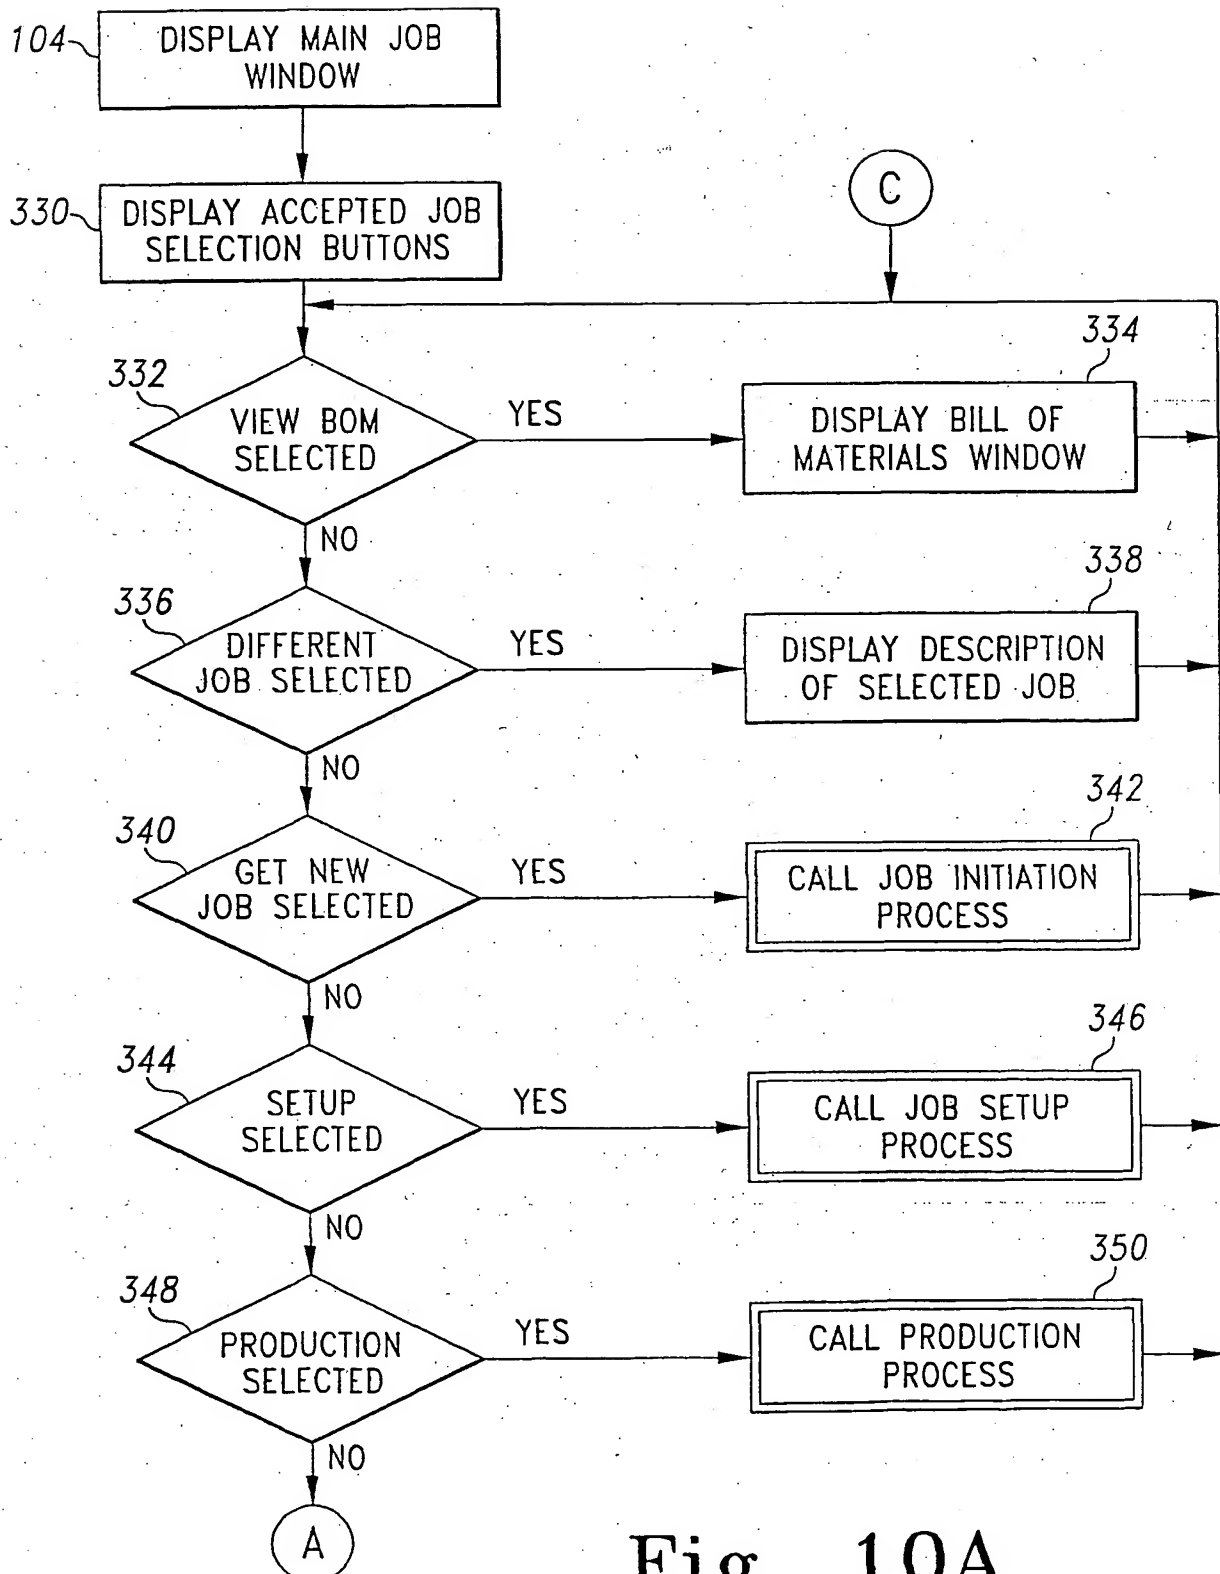 104
DISPLAY MAIN JOB
WINDOW
330
DISPLAY ACCEPTED JOB
SELECTION BUTTONS
C
332
VIEW BOM
SELECTED
YES
334
DISPLAY BILL OF
MATERIALS WINDOW
NO
336
DIFFERENT
JOB SELECTED
YES
338
DISPLAY DESCRIPTION
OF SELECTED JOB
NO
340
GET NEW
JOB SELECTED
YES
342
CALL JOB INITIATION
PROCESS
NO
344
SETUP
SELECTED
YES
346
CALL JOB SETUP
PROCESS
NO
348
PRODUCTION
SELECTED
YES
350
CALL PRODUCTION
PROCESS
NO
A
Fig. 10A